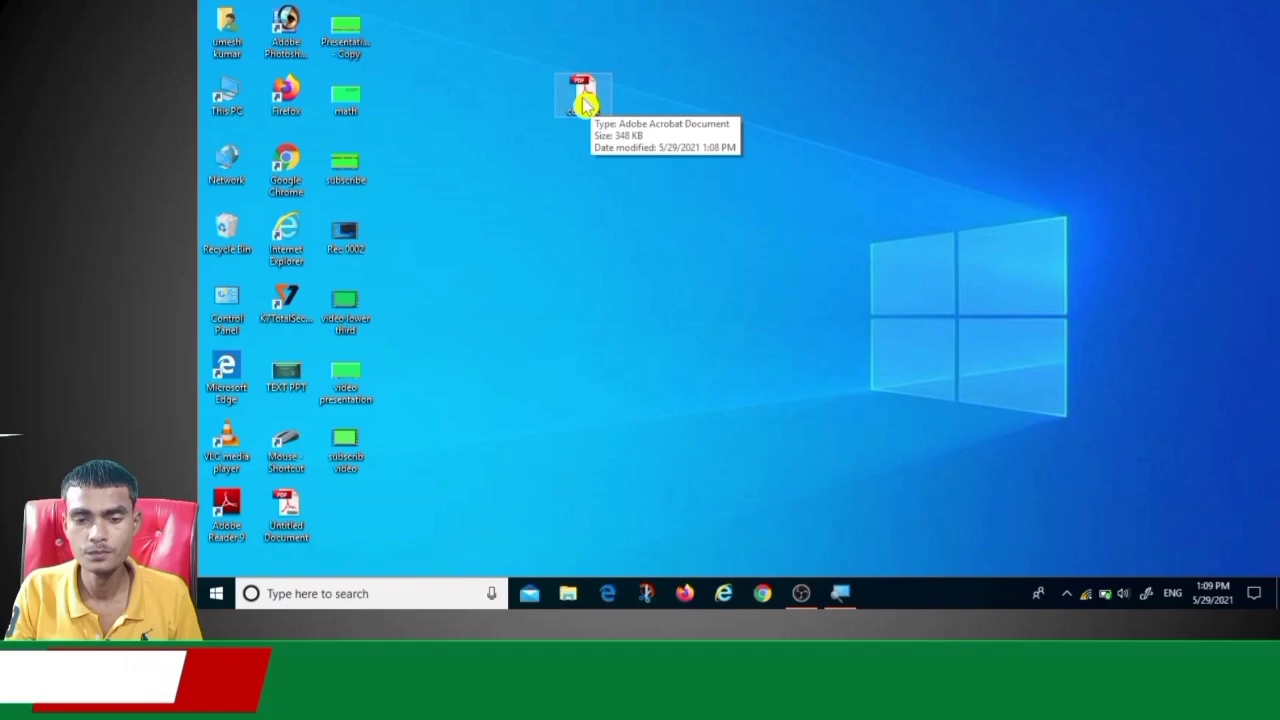 umesh
kumar
Adobe
Photosh...
Presentati...
- Copy
PDF
This PC
Firefox
math
Type: Adobe Acrobat Document
Size: 348 KB
Date modified: 5/29/2021 1:08 PM
Network
Google
Chrome
subscribe
Recycle Bin
Internet
Explorer
Rec 0002
Control
Panel
K7TotalSec...
video lower
third
Microsoft
Edge
TEXT PPT
video
presentation
VLC media
player
Mouse -
Shortcut
subscrib
video
PDF
Adobe
Reader 9
Untitled
Document
Type here to search
ENG
1:09 PM
5/29/2021